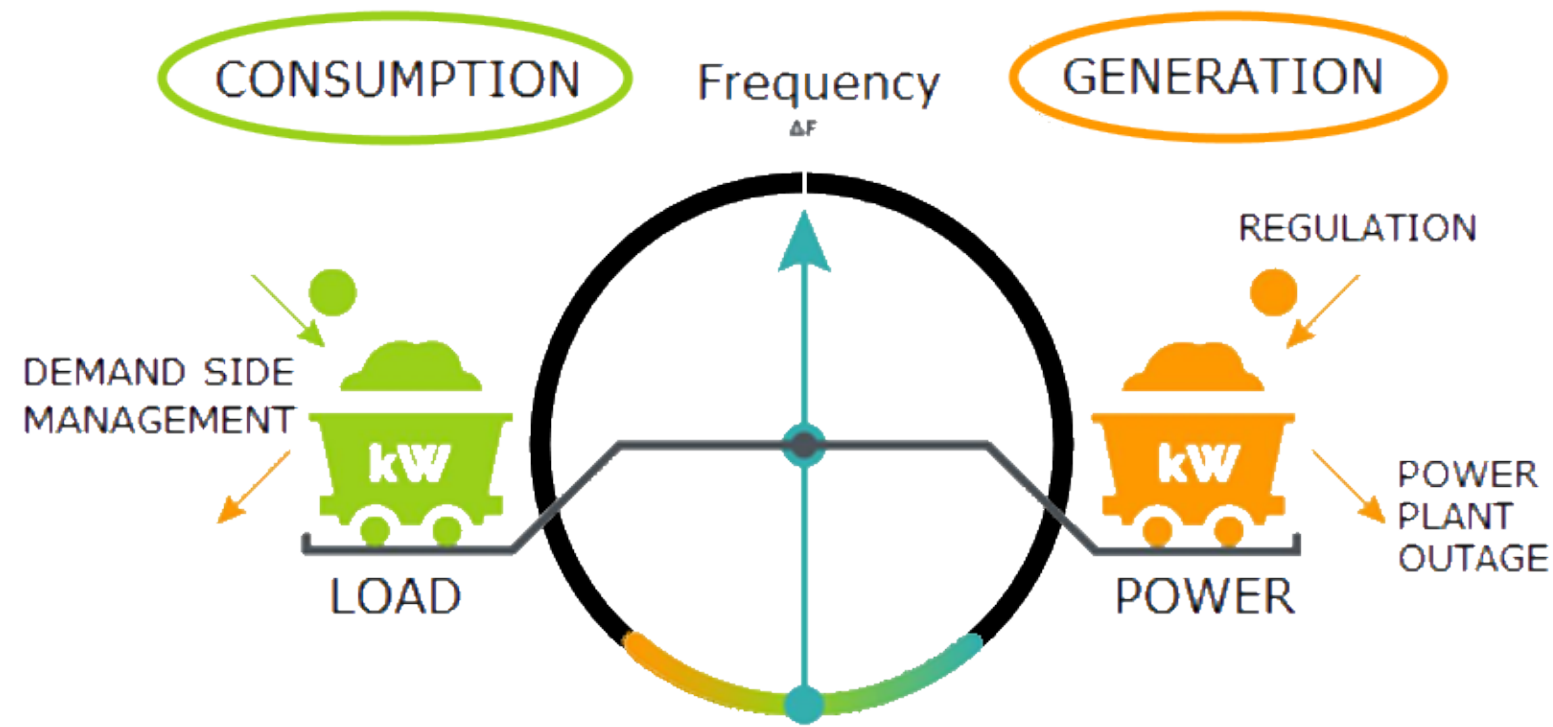 CONSUMPTION
Frequency
ΔF
GENERATION
REGULATION
DEMAND SIDE
MANAGEMENT
kW
kW
POWER
PLANT
OUTAGE
LOAD
POWER